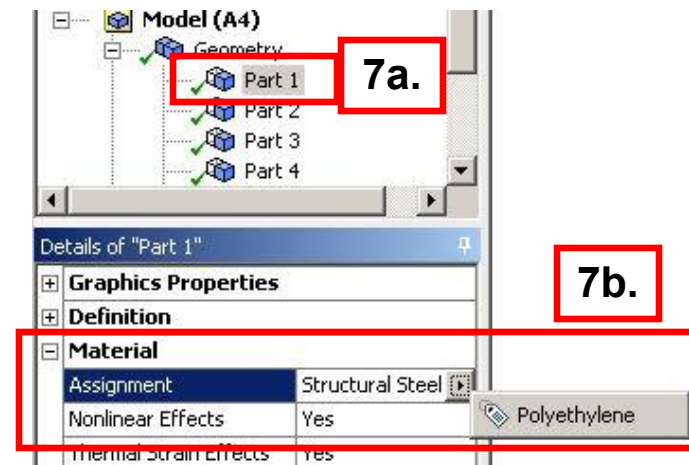 Model (A4)
Geometry
Part 1
7a.
Part 2
Part 3
Part 4
Details of "Part 1"
Graphics Properties
7b.
Definition
Material
Assignment Structural Steel
Polyethylene
Nonlinear Effects Yes
Thermal Strain Effects Yes